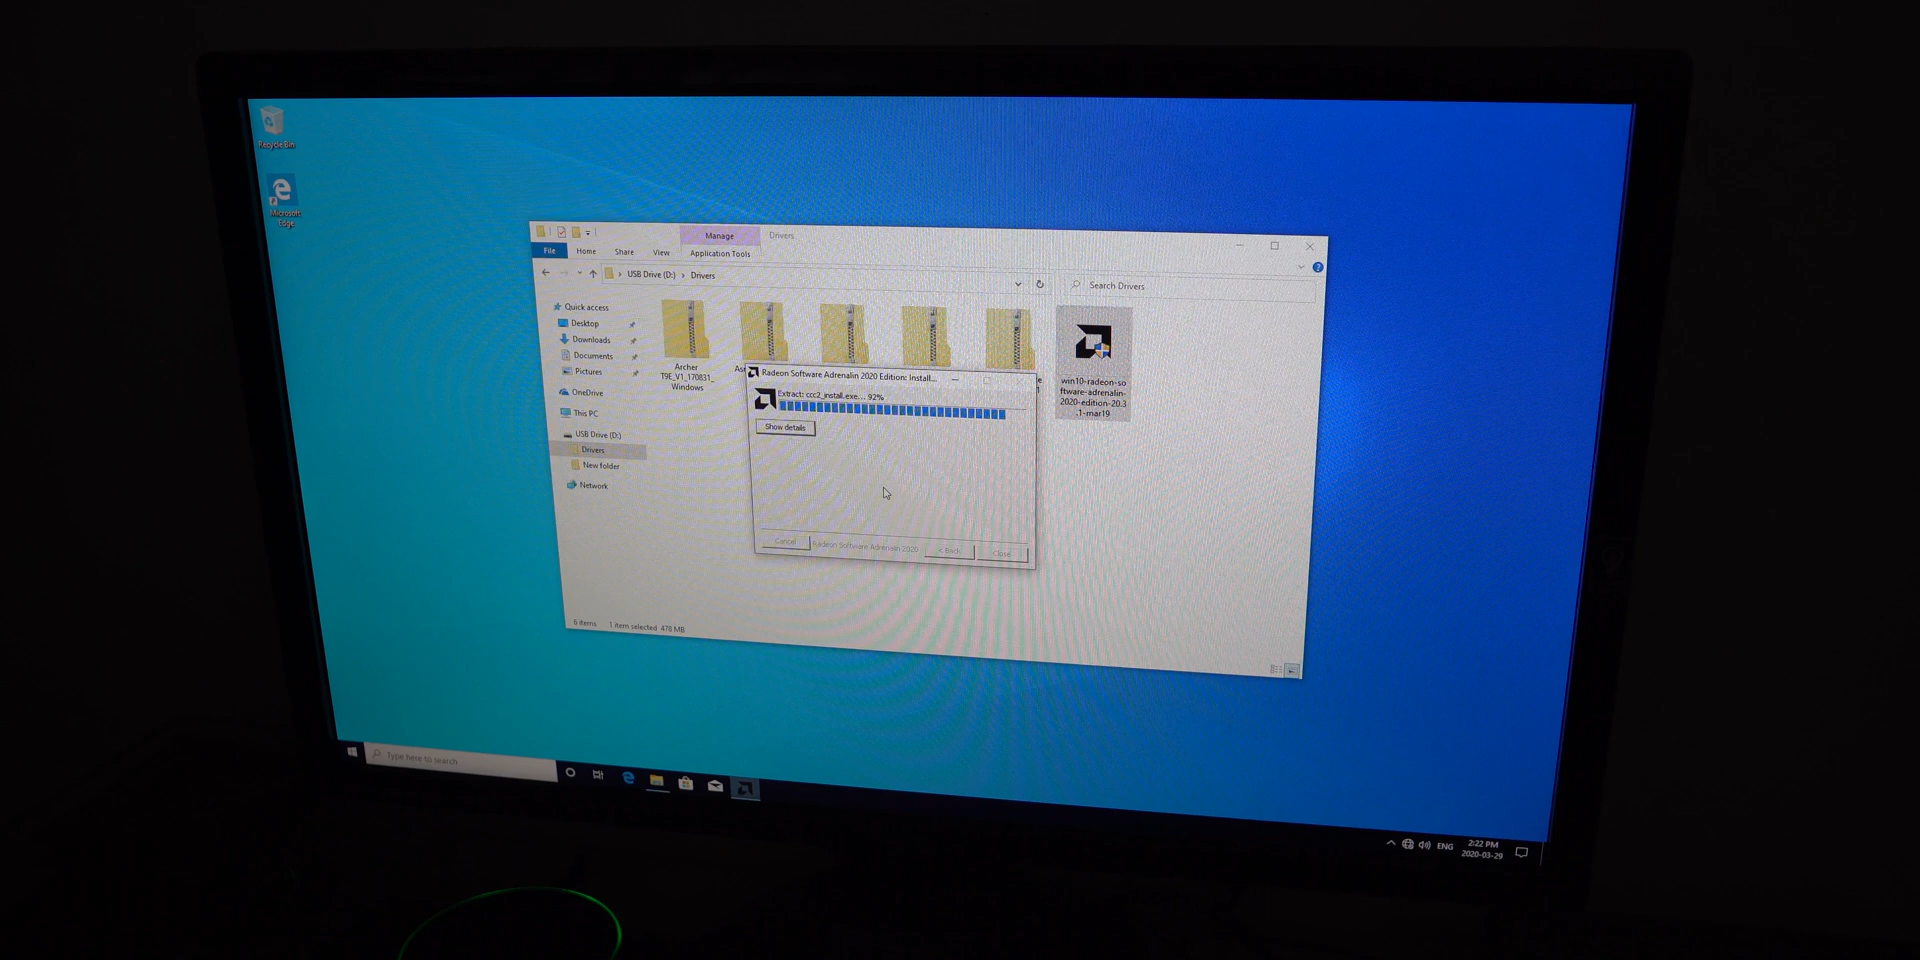 Recycle Bin
Microsoft
Edge
Manage
Drivers
File
Home
Share
View
Application Tools
USB Drive (D:)
Drivers
Search Drivers
Quick access
Desktop
Downloads
Documents
Pictures
OneDrive
This PC
USB Drive (D:)
Drivers
New folder
Network
Archer
T9E_V1_170831_
Windows
win10-radeon-so
ftware-adrenalin-
2020-edition-20.3
.1-mar19
Radeon Software Adrenalin 2020 Edition: Install...
Extract: ccc2_install.exe... 92%
Show details
Cancel
Radeon Software Adrenalin 2020
< Back
Close
6 items
1 item selected 478 MB
Type here to search
ENG
2:22 PM
2020-03-29